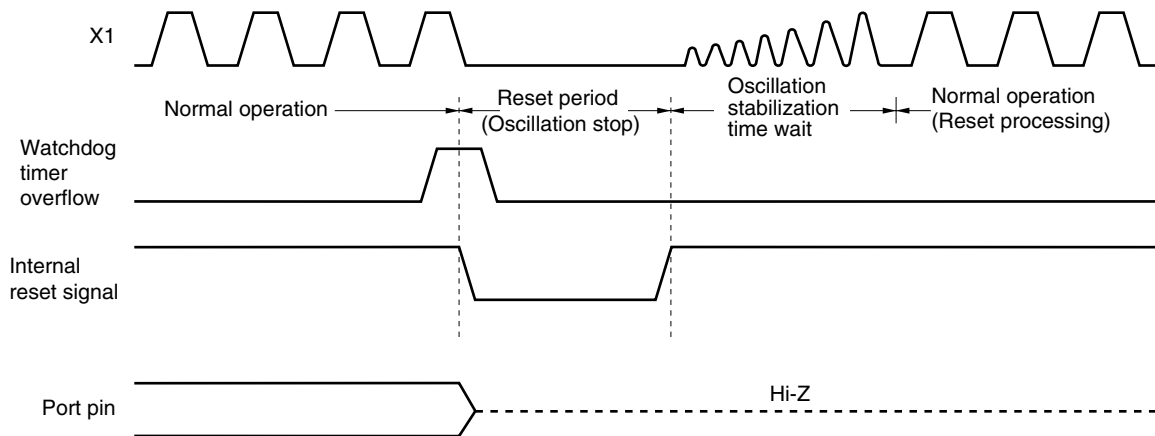 X1
Normal operation
Reset period
(Oscillation stop)
Oscillation
stabilization
time wait
Normal operation
(Reset processing)
Watchdog
timer
overflow
Internal
reset signal
Port pin
Hi-Z